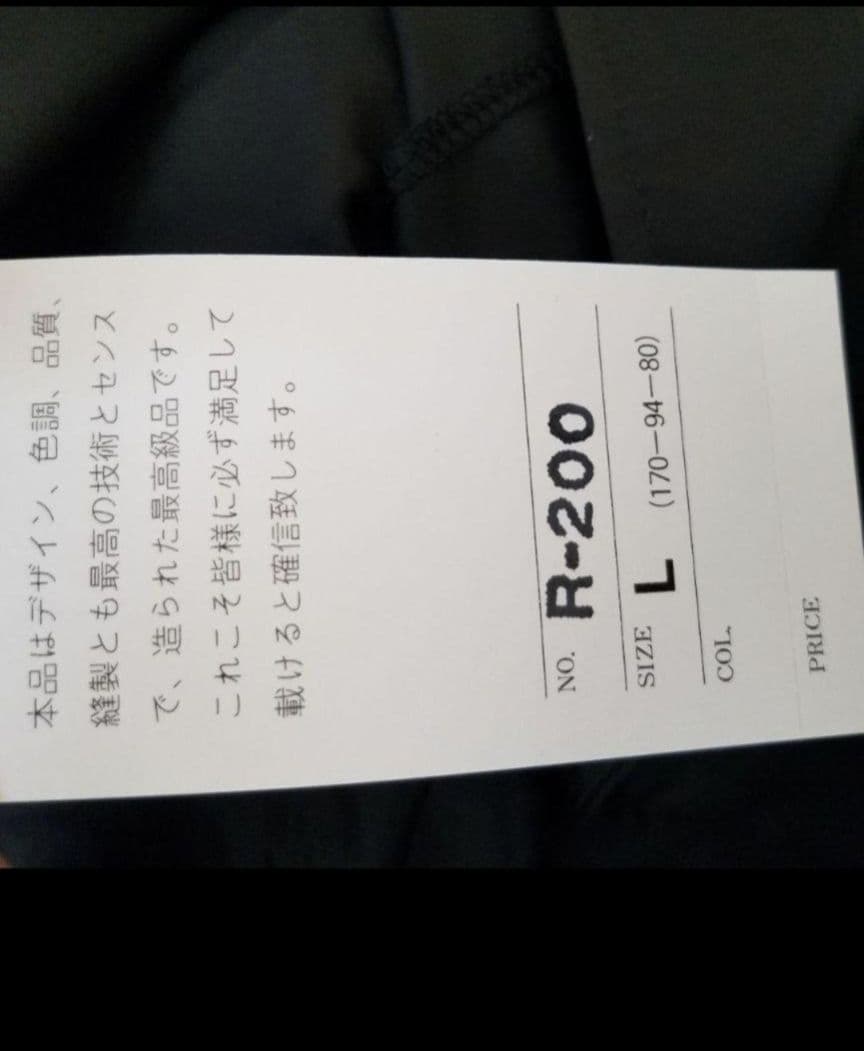 本品はデザイン、色調、品質、
縫製とも最高の技術とセンス
で、造られた最高級品です。
これこそ皆様に必ず満足して
載けると確信致します。
NO. R-200
SIZE L (170-94-80)
COL.
PRICE